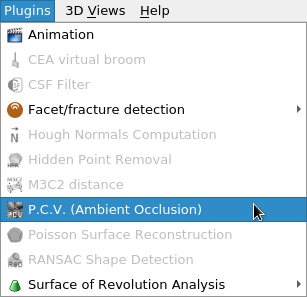 Plugins 3D Views Help
Animation
CEA virtual broom
CSF Filter
Facet/fracture detection
Hough Normals Computation
Hidden Point Removal
M3C2 distance
P.C.V. (Ambient Occlusion)
Poisson Surface Reconstruction
RANSAC Shape Detection
Surface of Revolution Analysis